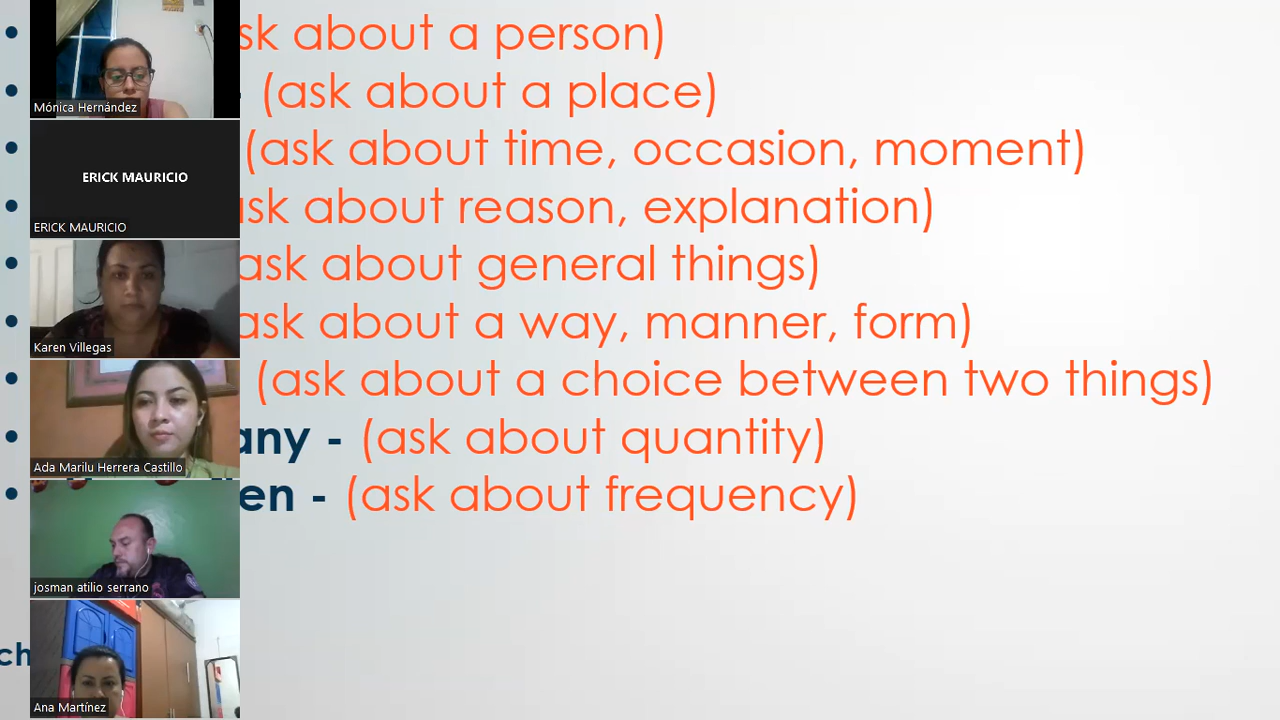 sk about a person)
- (ask about a place)
(ask about time, occasion, moment)
ask about reason, explanation)
ask about general things)
ask about a way, manner, form)
(ask about a choice between two things)
any - (ask about quantity)
en - (ask about frequency)
ch
Mónica Hernández
ERICK MAURICIO
ERICK MAURICIO
Karen Villegas
Ada Marilu Herrera Castillo
josman atilio serrano
Ana Martínez